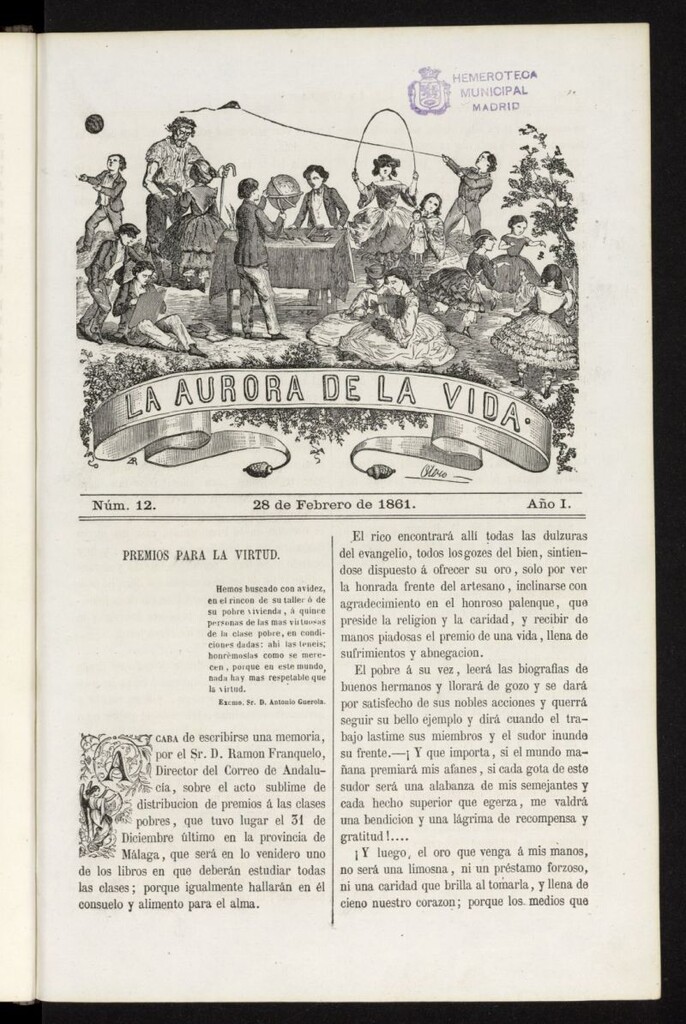 HEMEROTECA
MUNICIPAL
MADRID
LA AURORA DE LA VIDA.
Núm. 12.
28 de Febrero de 1861.
Año I.
PREMIOS PARA LA VIRTUD.
Hemos buscado con avidez,
en el rincon de su taller ó de
su pobre vivienda, á quince
personas de las mas virtuosas
de la clase pobre, en condi-
ciones dadas: ahi las teneis;
honrémoslas como se mere-
cen, porque en este mundo,
nada hay mas respetable que
la virtud.
Excmo. Sr. D. Antonio Guerola.
ACABA de escribirse una memoria,
por el Sr. D. Ramon Franquelo,
Director del Correo de Andalu-
cía, sobre el acto sublime de
distribucion de premios á las clases
pobres, que tuvo lugar el 31 de
Diciembre último en la provincia de
Málaga, que será en lo venidero uno
de los libros en que deberán estudiar todas
las clases; porque igualmente hallarán en él
consuelo y alimento para el alma.
El rico encontrará allí todas las dulzuras
del evangelio, todos los gozes del bien, sintien-
dose dispuesto á ofrecer su oro, solo por ver
la honrada frente del artesano, inclinarse con
agradecimiento en el honroso palenque, que
preside la religion y la caridad, y recibir de
manos piadosas el premio de una vida, llena de
sufrimientos y abnegacion.
El pobre á su vez, leerá las biografias de
buenos hermanos y llorará de gozo y se dará
por satisfecho de sus nobles acciones y querrá
seguir su bello ejemplo y dirá cuando el tra-
bajo lastime sus miembros y el sudor inunde
su frente.—¡Y que importa, si el mundo ma-
ñana premiará mis afanes, si cada gota de este
sudor será una alabanza de mis semejantes y
cada hecho superior que egerza, me valdrá
una bendicion y una lágrima de recompensa y
gratitud!....
¡Y luego, el oro que venga á mis manos,
no será una limosna, ni un préstamo forzoso,
ni una caridad que brilla al tomarla, y llena de
cieno nuestro corazon; porque los medios que